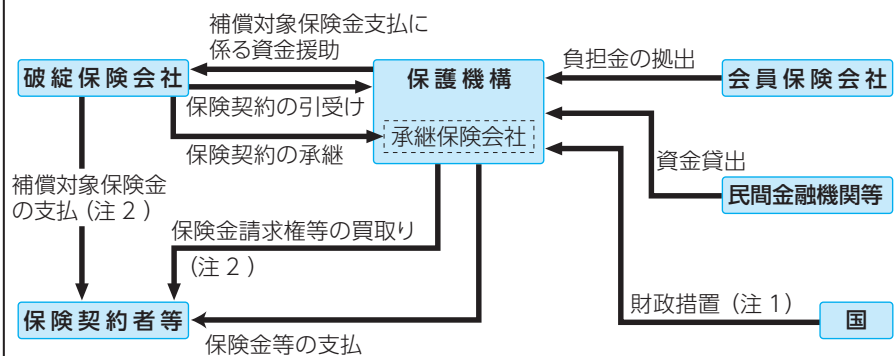 補償対象保険金支払に
係る資金援助
破綻保険会社
保護機構
負担金の拠出
会員保険会社
保険契約の引受け
承継保険会社
保険契約の承継
資金貸出
民間金融機関等
補償対象保険金
の支払(注2)
保険金請求権等の買取り
(注2)
財政措置(注1)
国
保険契約者等
保険金等の支払